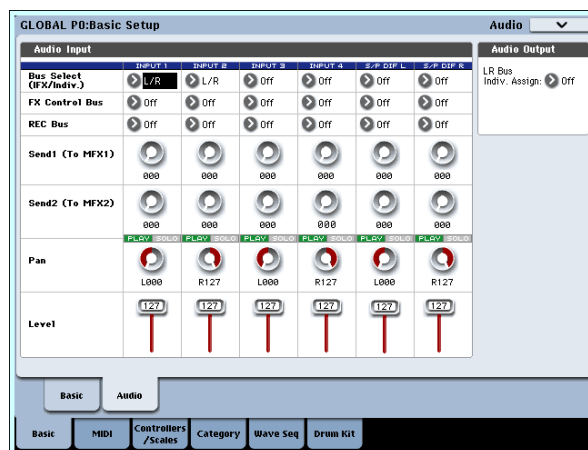 GLOBAL P0:Basic Setup Audio
Audio Input Audio Output
INPUT 1 INPUT 2 INPUT 3 INPUT 4 S/P DIF L S/P DIF R
Bus Select
(IFX/Indiv.) L/R L/R Off Off Off Off
LR Bus
Indiv. Assign: Off
FX Control Bus Off Off Off Off Off Off
REC Bus Off Off Off Off Off Off
Send1 (To MFX1)
000 000 000 000 000 000
Send2 (To MFX2)
000 000 000 000 000 000
PLAY SOLO PLAY SOLO PLAY SOLO PLAY SOLO PLAY SOLO PLAY SOLO
Pan
L000 R127 L000 R127 L000 R127
127 127 127 127 127 127
Level
Basic Audio
Basic MIDI Controllers
/Scales Category Wave Seq Drum Kit